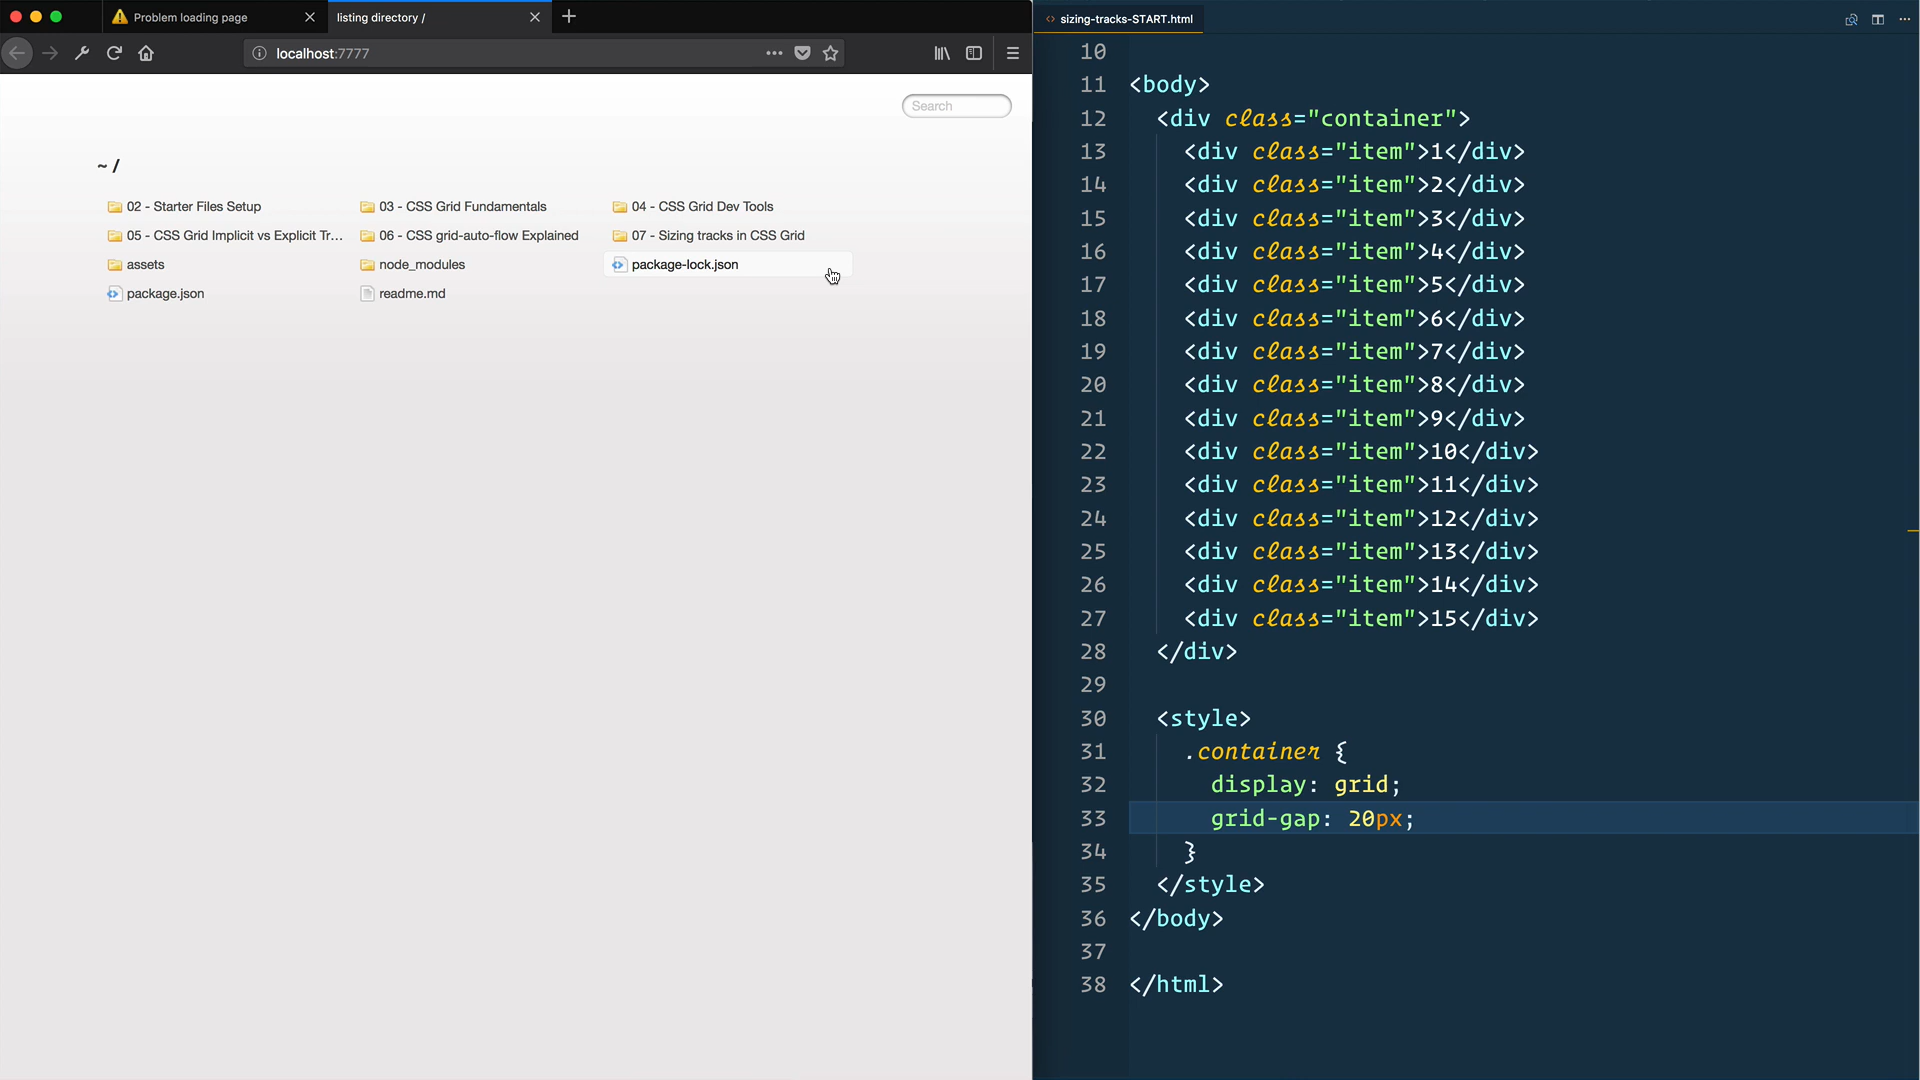 Problem loading page
listing directory /
localhost:7777
Search
~ /
02 - Starter Files Setup
03 - CSS Grid Fundamentals
04 - CSS Grid Dev Tools
05 - CSS Grid Implicit vs Explicit Tr...
06 - CSS grid-auto-flow Explained
07 - Sizing tracks in CSS Grid
assets
node_modules
package-lock.json
package.json
readme.md
sizing-tracks-START.html
10
11 <body>
12 <div class="container">
13 <div class="item">1</div>
14 <div class="item">2</div>
15 <div class="item">3</div>
16 <div class="item">4</div>
17 <div class="item">5</div>
18 <div class="item">6</div>
19 <div class="item">7</div>
20 <div class="item">8</div>
21 <div class="item">9</div>
22 <div class="item">10</div>
23 <div class="item">11</div>
24 <div class="item">12</div>
25 <div class="item">13</div>
26 <div class="item">14</div>
27 <div class="item">15</div>
28 </div>
29
30 <style>
31 .container {
32 display: grid;
33 grid-gap: 20px;
34 }
35 </style>
36 </body>
37
38 </html>